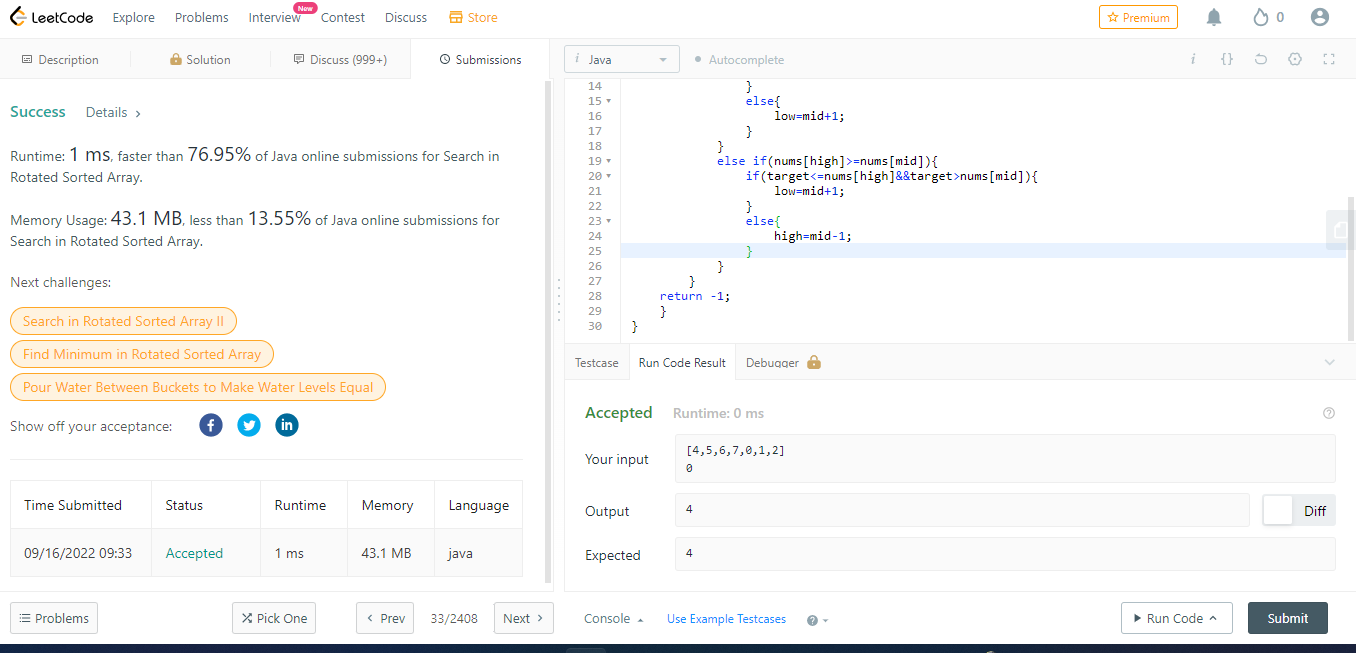 LeetCode Explore Problems Interview New Contest Discuss Store Premium 0
Description Solution Discuss (999+) Submissions
i Java Autocomplete i {}
Success Details >
Runtime: 1 ms, faster than 76.95% of Java online submissions for Search in
Rotated Sorted Array.
Memory Usage: 43.1 MB, less than 13.55% of Java online submissions for
Search in Rotated Sorted Array.
Next challenges:
Search in Rotated Sorted Array II
Find Minimum in Rotated Sorted Array
Pour Water Between Buckets to Make Water Levels Equal
Show off your acceptance:
Time Submitted Status Runtime Memory Language
09/16/2022 09:33 Accepted 1 ms 43.1 MB java
14 }
15 else{
16 low=mid+1;
17 }
18 }
19 else if(nums[high]>=nums[mid]){
20 if(target<=nums[high]&&target>nums[mid]){
21 low=mid+1;
22 }
23 else{
24 high=mid-1;
25 }
26 }
27 }
28 return -1;
29 }
30 }
Testcase Run Code Result Debugger
Accepted Runtime: 0 ms ?
Your input
[4,5,6,7,0,1,2]
0
Output 4 Diff
Expected 4
Problems Pick One < Prev 33/2408 Next >
Console Use Example Testcases ? Run Code Submit